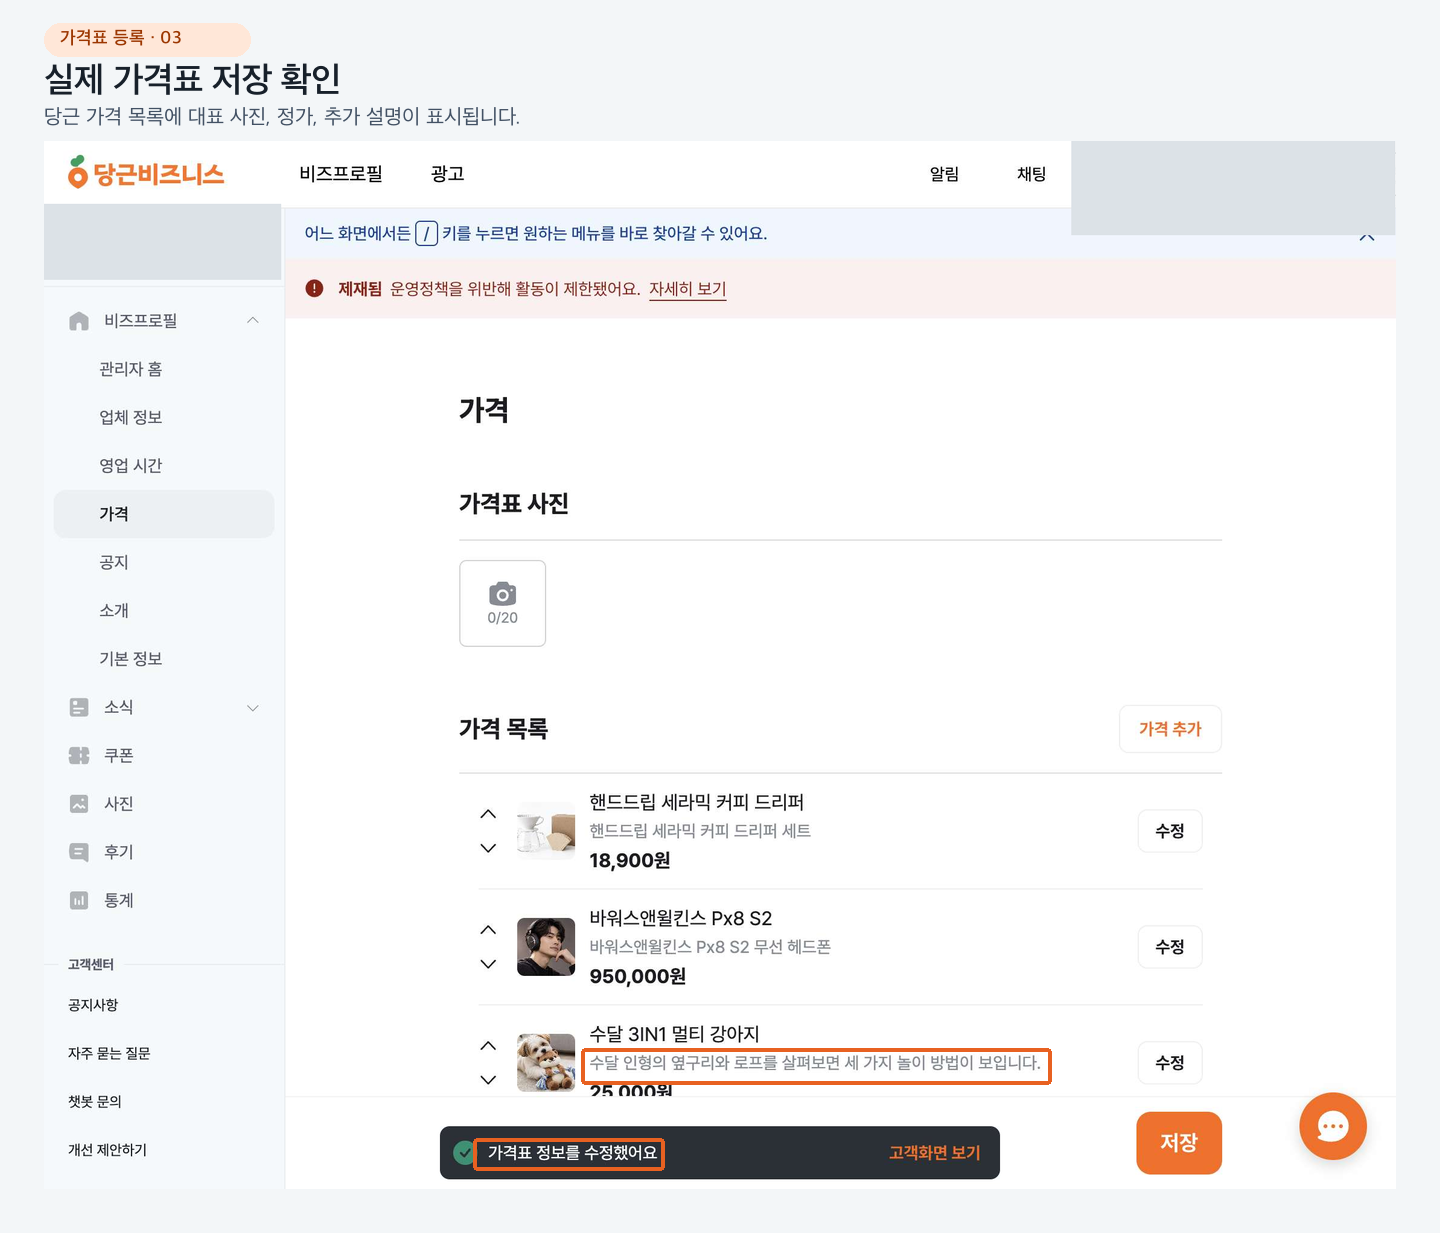 가격표 등록 · 03
실제 가격표 저장 확인
당근 가격 목록에 대표 사진, 정가, 추가 설명이 표시됩니다.
당근비즈니스
비즈프로필
광고
알림
채팅
어느 화면에서든 / 키를 누르면 원하는 메뉴를 바로 찾아갈 수 있어요.
제재됨 운영정책을 위반해 활동이 제한됐어요. 자세히 보기
비즈프로필
관리자 홈
업체 정보
영업 시간
가격
공지
소개
기본 정보
소식
쿠폰
사진
후기
통계
고객센터
공지사항
자주 묻는 질문
챗봇 문의
개선 제안하기
가격
가격표 사진
0/20
가격 목록
가격 추가
핸드드립 세라믹 커피 드리퍼
핸드드립 세라믹 커피 드리퍼 세트
18,900원
수정
바워스앤윌킨스 Px8 S2
바워스앤윌킨스 Px8 S2 무선 헤드폰
950,000원
수정
수달 3IN1 멀티 강아지
수달 인형의 옆구리와 로프를 살펴보면 세 가지 놀이 방법이 보입니다.
25,000원
수정
가격표 정보를 수정했어요
고객화면 보기
저장